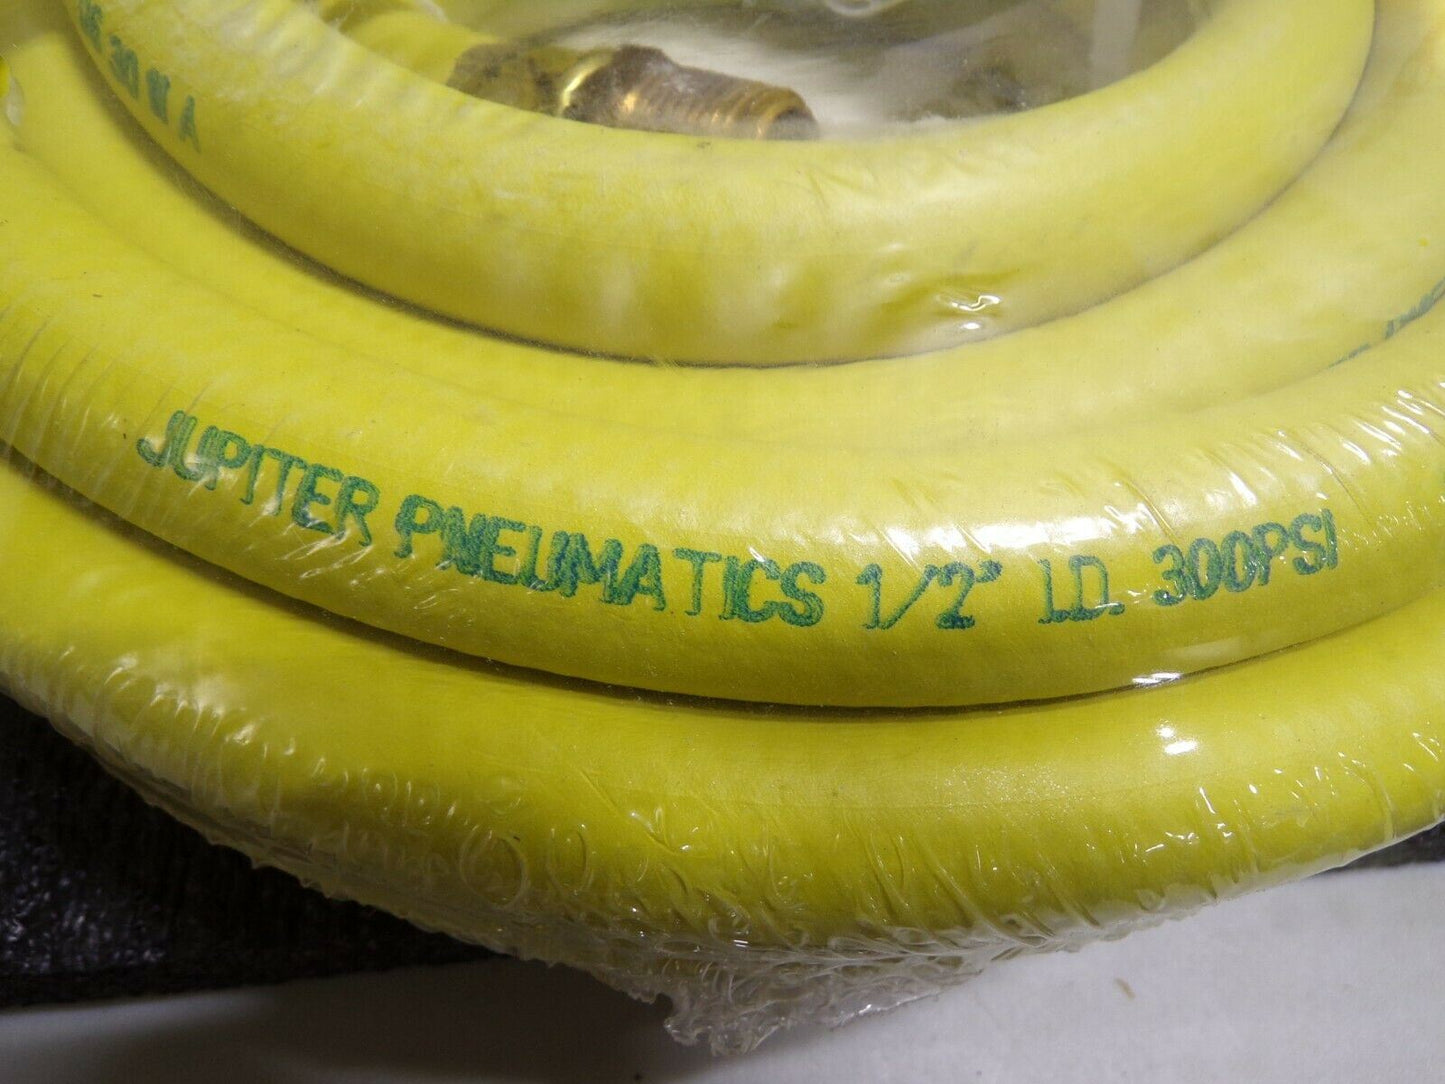 JUPITER PNEUMATICS 1/2" I.D. 300PSI